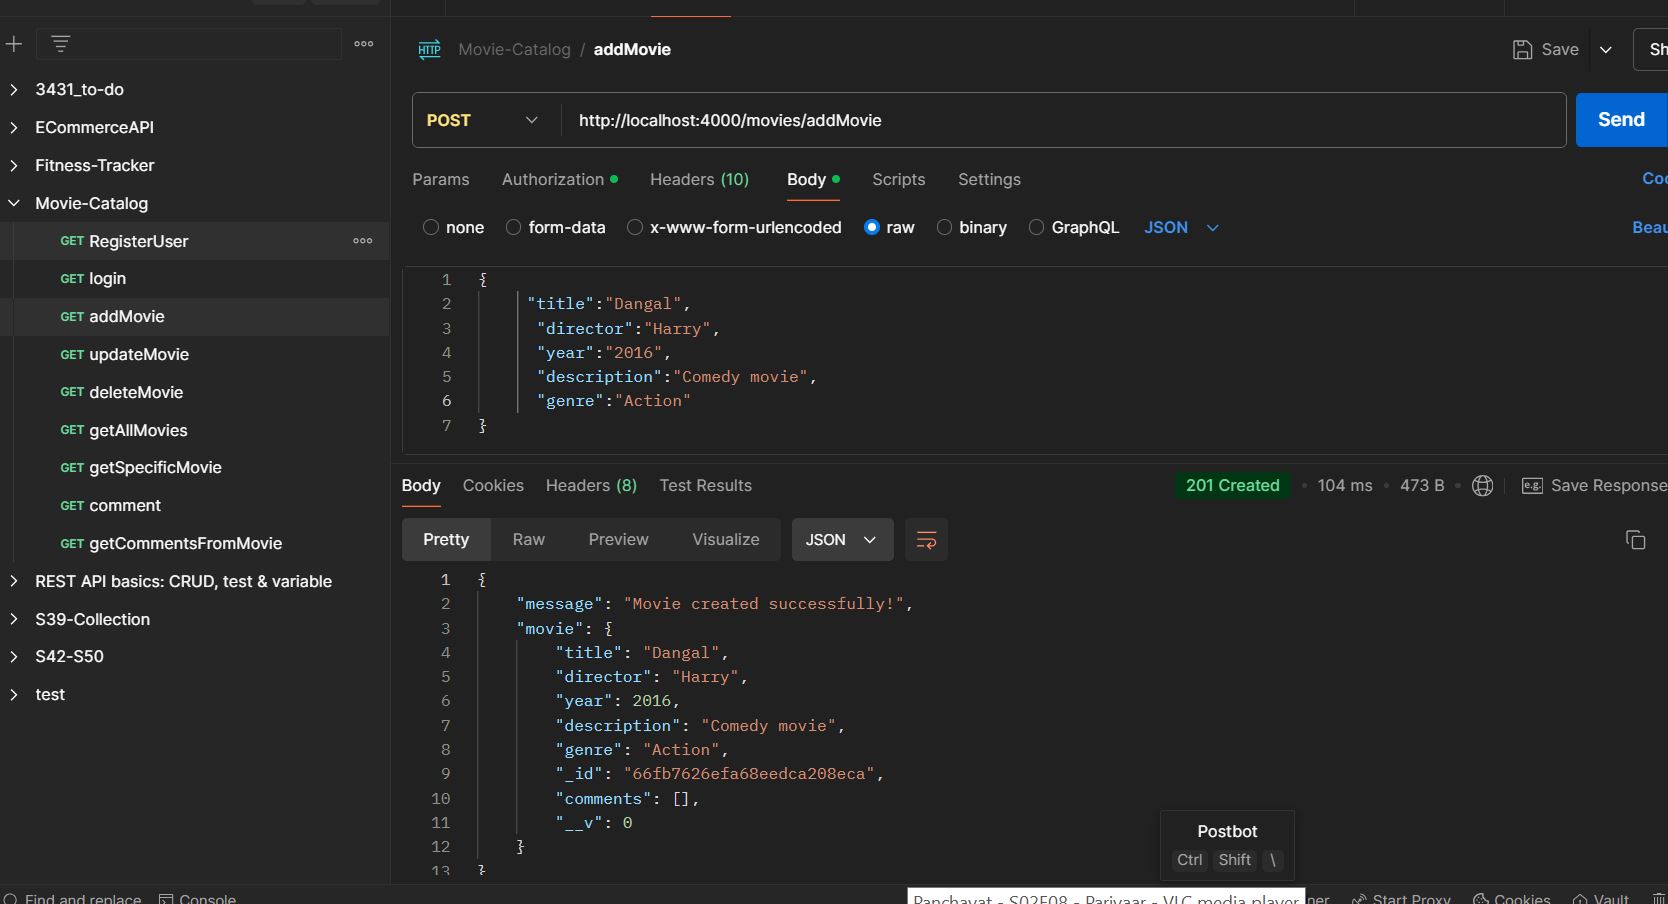 Movie-Catalog / addMovie
Save
Sh
3431_to-do
ECommerceAPI
Fitness-Tracker
Movie-Catalog
GET RegisterUser
GET login
GET addMovie
GET updateMovie
GET deleteMovie
GET getAllMovies
GET getSpecificMovie
GET comment
GET getCommentsFromMovie
REST API basics: CRUD, test & variable
S39-Collection
S42-S50
test
POST http://localhost:4000/movies/addMovie Send
Params Authorization Headers (10) Body Scripts Settings Coo
none form-data x-www-form-urlencoded raw binary GraphQL JSON Beau
1 {
2 "title":"Dangal",
3 "director":"Harry",
4 "year":"2016",
5 "description":"Comedy movie",
6 "genre":"Action"
7 }
Body Cookies Headers (8) Test Results 201 Created • 104 ms • 473 B • e.g. Save Response
Pretty Raw Preview Visualize JSON
1 {
2 "message": "Movie created successfully!",
3 "movie": {
4 "title": "Dangal",
5 "director": "Harry",
6 "year": 2016,
7 "description": "Comedy movie",
8 "genre": "Action",
9 "_id": "66fb7626efa68eedca208eca",
10 "comments": [],
11 "__v": 0
12 }
13 }
Postbot
Ctrl Shift \
Find and replace Console
Panchayat - S02E08 - Parivaar - VLC media player
ner Start Proxy Cookies Vault